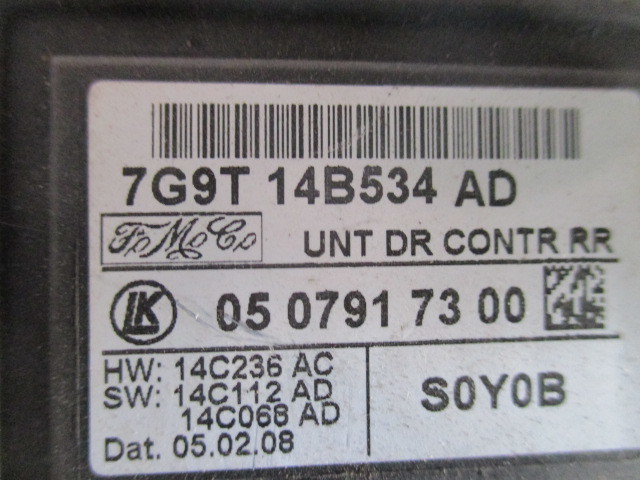 7G9T 14B534 AD
FoMoCo UNT DR CONTR RR
LK 05 0791 73 00
HW: 14C236 AC
SW: 14C112 AD
14C068 AD
Dat. 05.02.08
S0Y0B